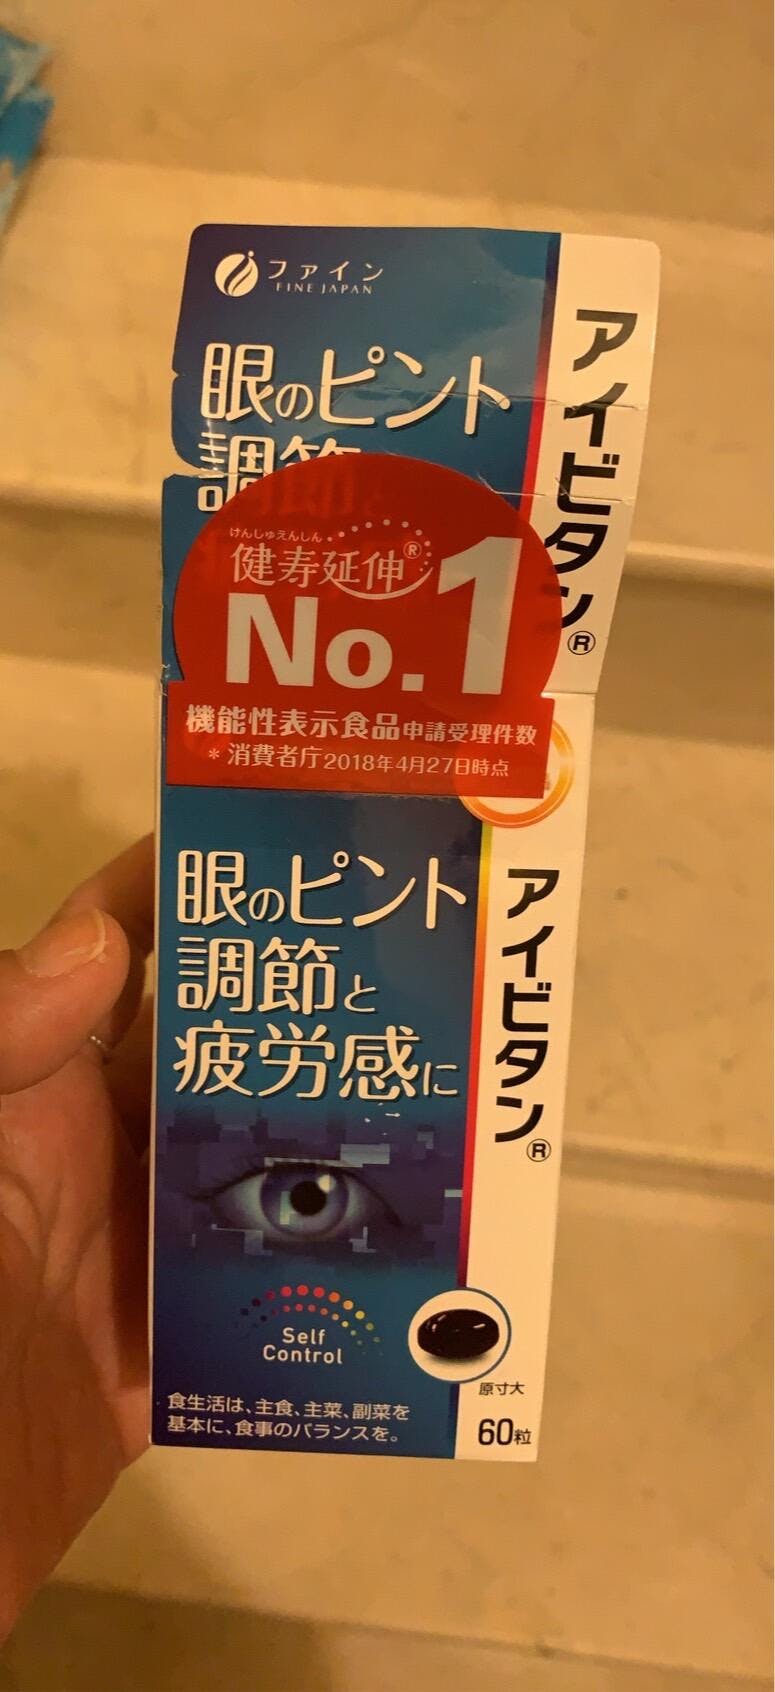 ファイン
FINE JAPAN
眼のピント
調節と
アイビタン®
けんじゅえんしん
健寿延伸®
No.1
機能性表示食品申請受理件数
*消費者庁2018年4月27日時点
眼のピント
調節と
疲労感に
アイビタン®
Self
Control
原寸大
60粒
食生活は、主食、主菜、副菜を
基本に、食事のバランスを。